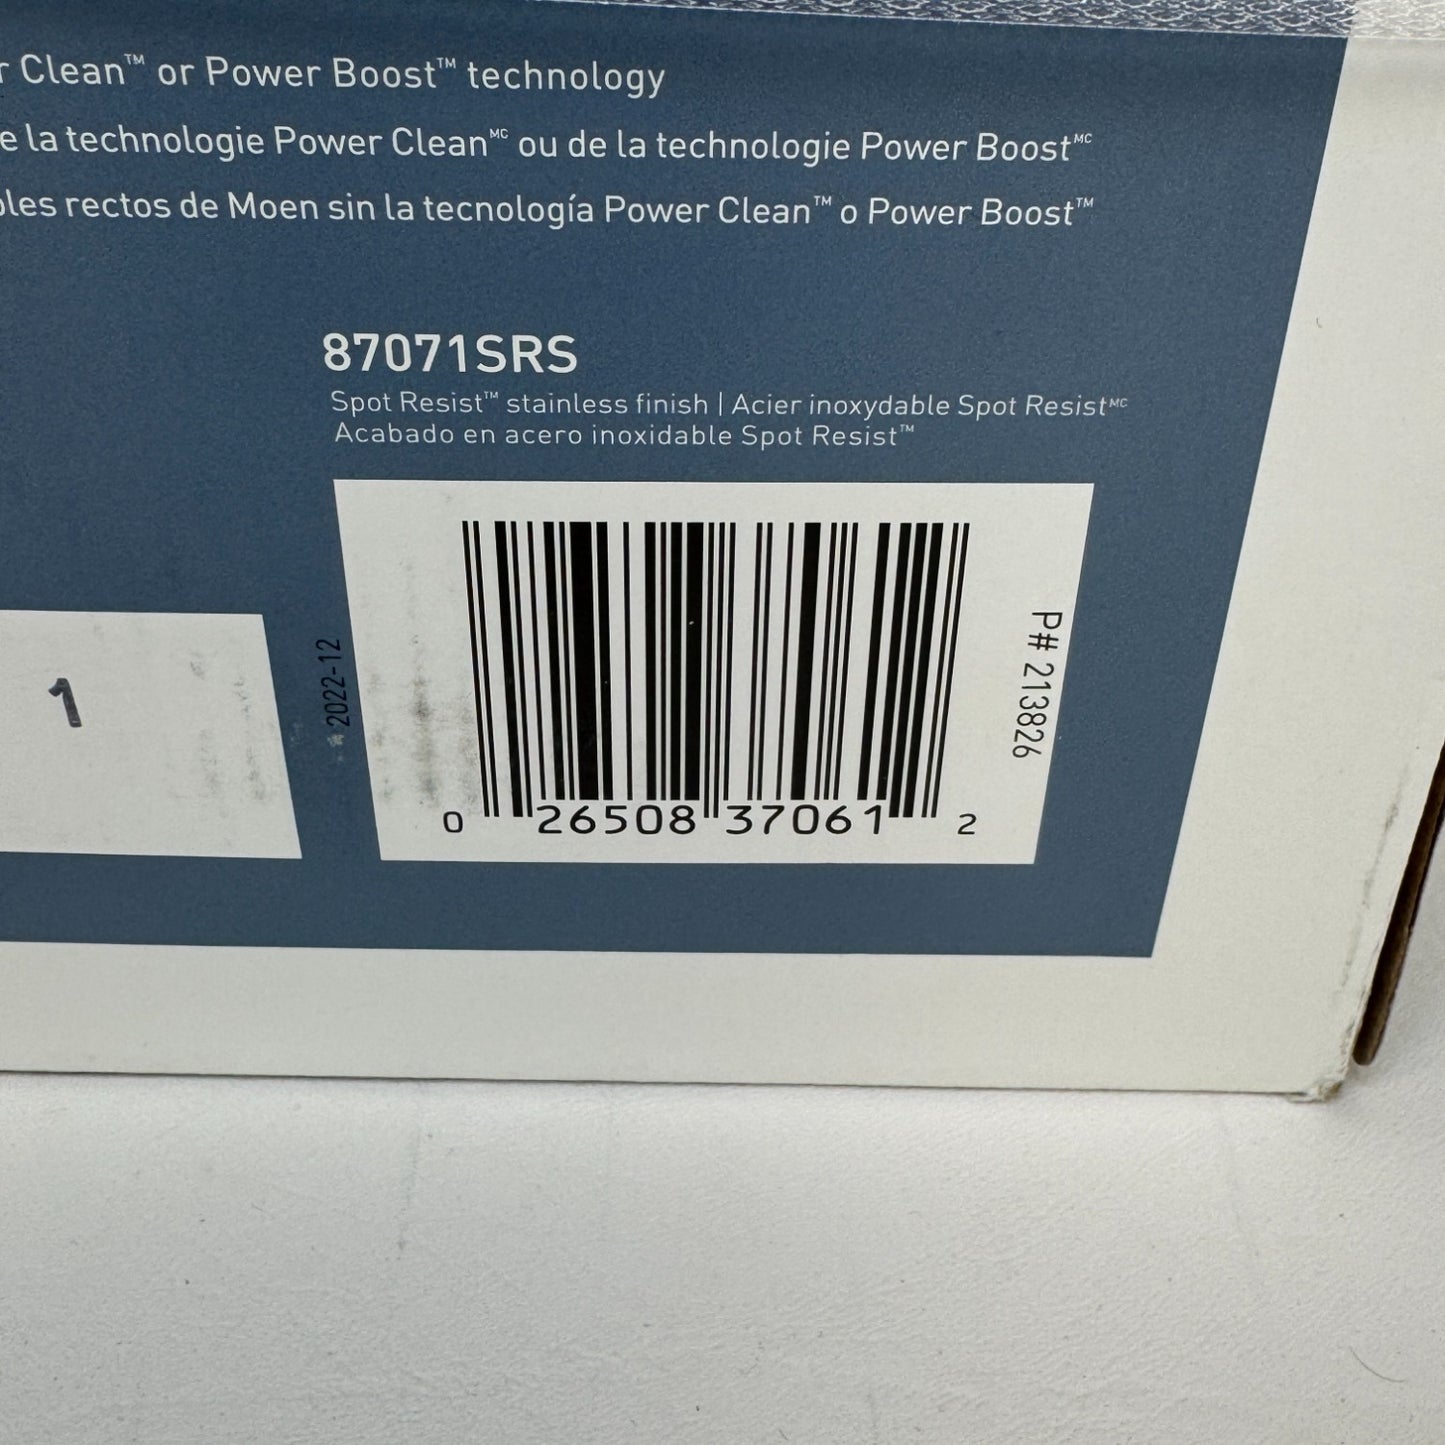 Clean™ or Power Boost™ technology
la technologie Power Clean MC ou de la technologie Power Boost MC
rectos de Moen sin la tecnología Power Clean™ o Power Boost™
87071SRS
Spot Resist™ stainless finish | Acier inoxydable Spot Resist MC
Acabado en acero inoxidable Spot Resist™
1
2022-12
P# 213826
0 26508 37061 2